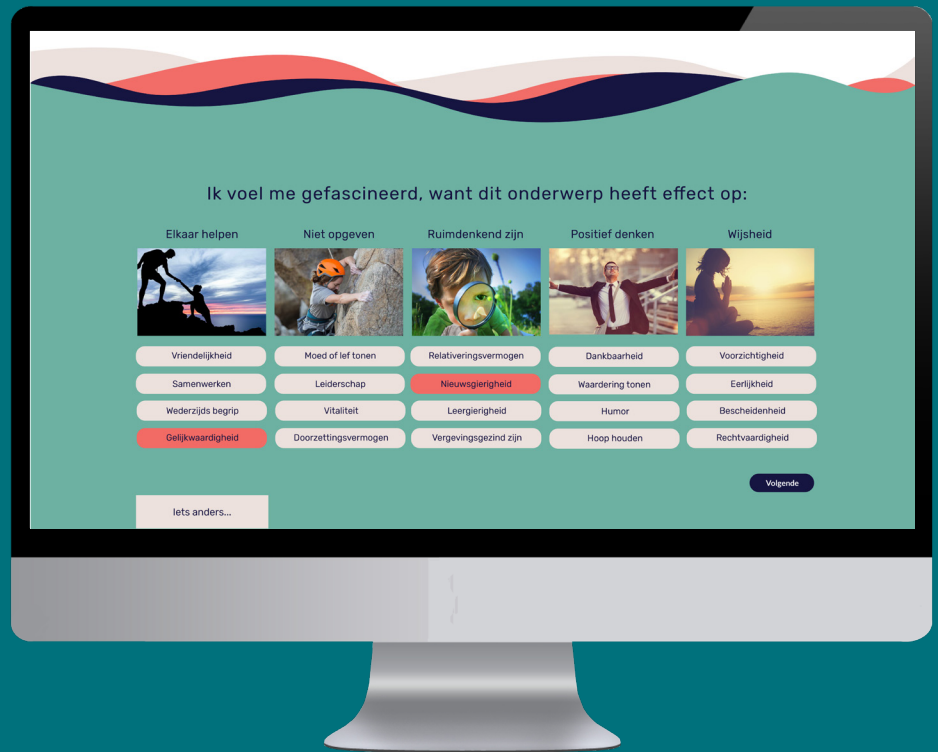 Ik voel me gefascineerd, want dit onderwerp heeft effect op:
Elkaar helpen
Niet opgeven
Ruimdenkend zijn
Positief denken
Wijsheid
Vriendelijkheid
Moed of lef tonen
Relativeringsvermogen
Dankbaarheid
Voorzichtigheid
Samenwerken
Leiderschap
Nieuwsgierigheid
Waardering tonen
Eerlijkheid
Wederzijds begrip
Vitaliteit
Leergierigheid
Humor
Bescheidenheid
Gelijkwaardigheid
Doorzettingsvermogen
Vergevingsgezind zijn
Hoop houden
Rechtvaardigheid
Volgende
Iets anders...